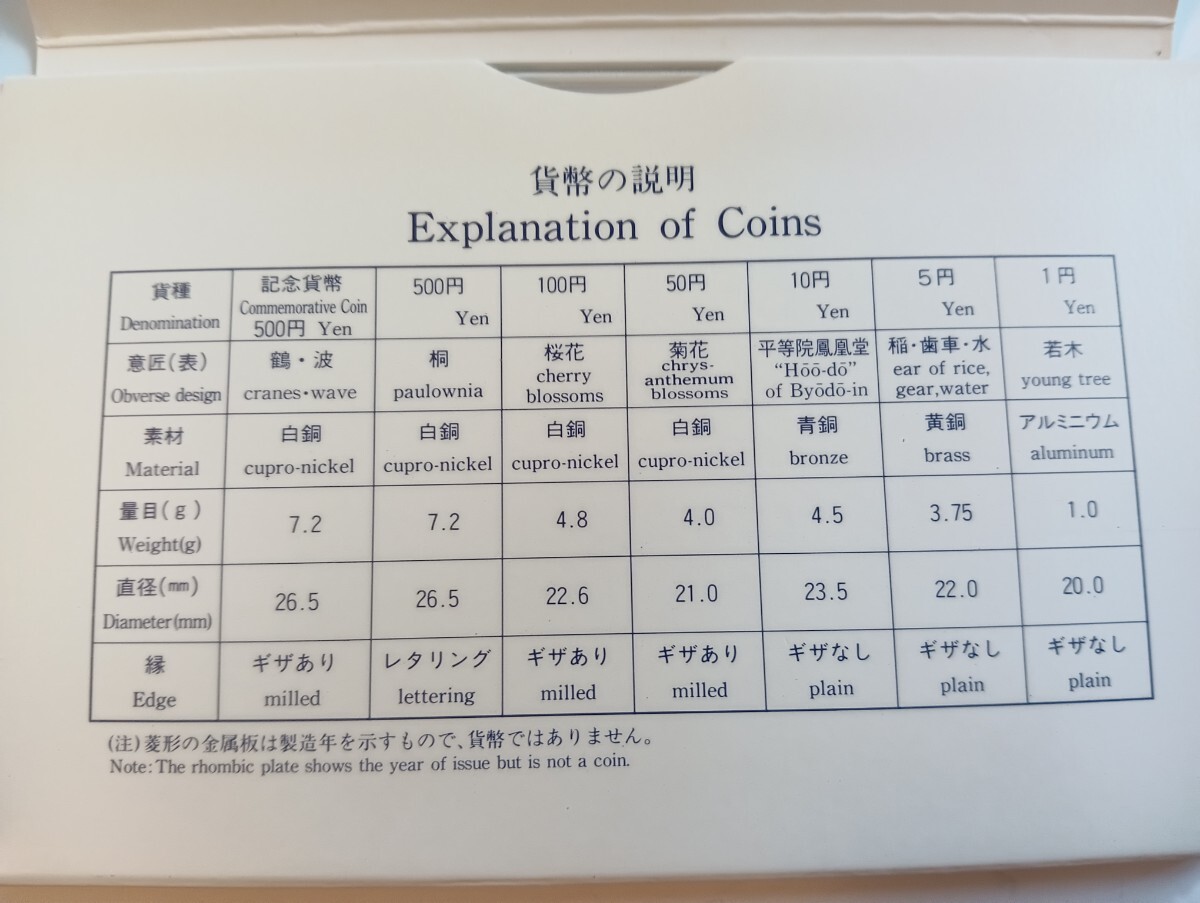 貨幣の説明
Explanation of Coins
貨種 記念貨幣 500円 100円 50円 10円 5円 1円
Denomination Commemorative Coin Yen Yen Yen Yen Yen Yen
500円 Yen
意匠(表) 鶴・波 桐 桜花 菊花 平等院鳳凰堂 稲・歯車・水 若木
Obverse design cranes・wave paulownia cherry chrys- "Hōō-dō" ear of rice, young tree
blossoms anthemum of Byōdō-in gear,water
blossoms
素材 白銅 白銅 白銅 白銅 青銅 黄銅 アルミニウム
Material cupro-nickel cupro-nickel cupro-nickel cupro-nickel bronze brass aluminum
量目(g) 7.2 7.2 4.8 4.0 4.5 3.75 1.0
Weight(g)
直径(㎜) 26.5 26.5 22.6 21.0 23.5 22.0 20.0
Diameter(mm)
縁 ギザあり レタリング ギザあり ギザあり ギザなし ギザなし ギザなし
Edge milled lettering milled milled plain plain plain
(注)菱形の金属板は製造年を示すもので、貨幣ではありません。
Note:The rhombic plate shows the year of issue but is not a coin.